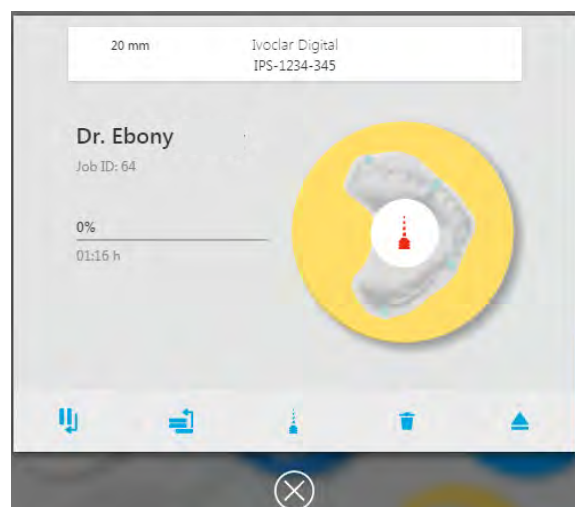 20 mm
Ivoclar Digital
IPS-1234-345
Dr. Ebony
Job ID: 64
0%
01:16 h